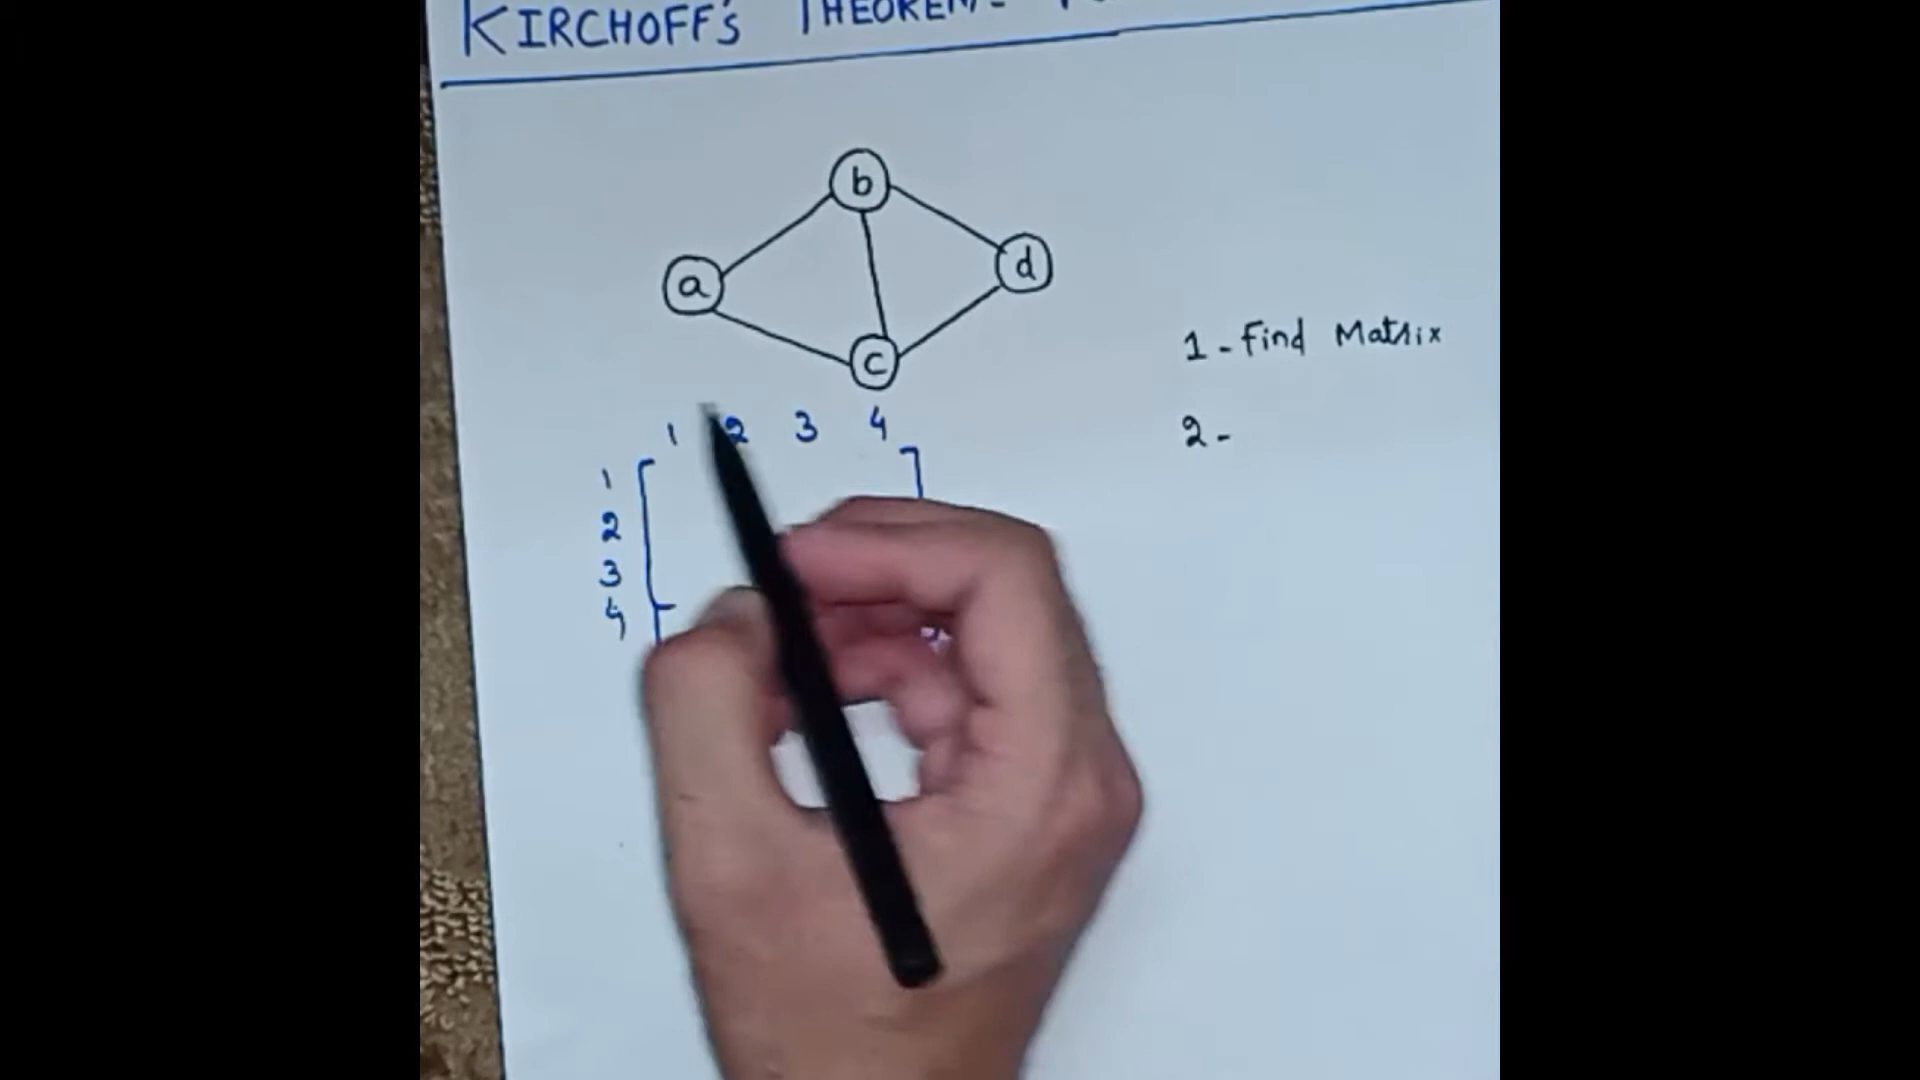 KIRCHOFF's THEOREM:
b
a
d
c
1 - Find Matrix
2 -
1 2 3 4
1
2
3
4